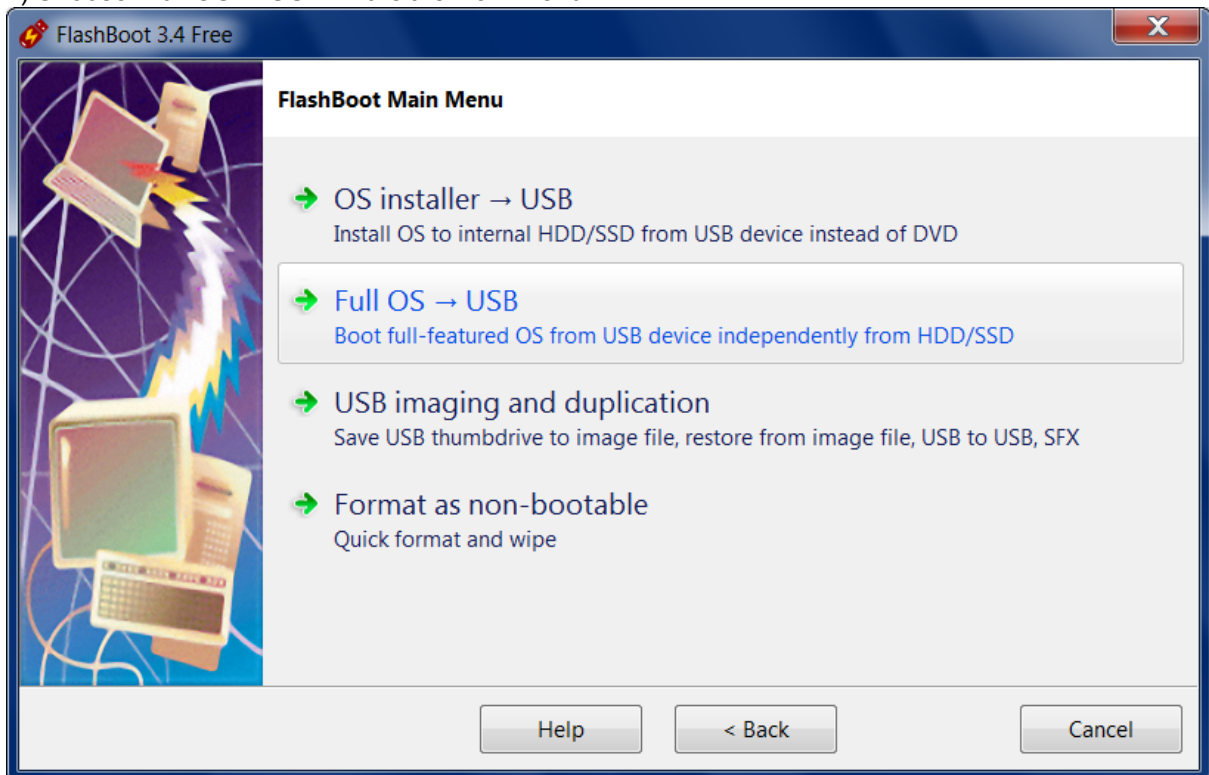 FlashBoot 3.4 Free
FlashBoot Main Menu
OS installer → USB
Install OS to internal HDD/SSD from USB device instead of DVD
Full OS → USB
Boot full-featured OS from USB device independently from HDD/SSD
USB imaging and duplication
Save USB thumbdrive to image file, restore from image file, USB to USB, SFX
Format as non-bootable
Quick format and wipe
Help
< Back
Cancel